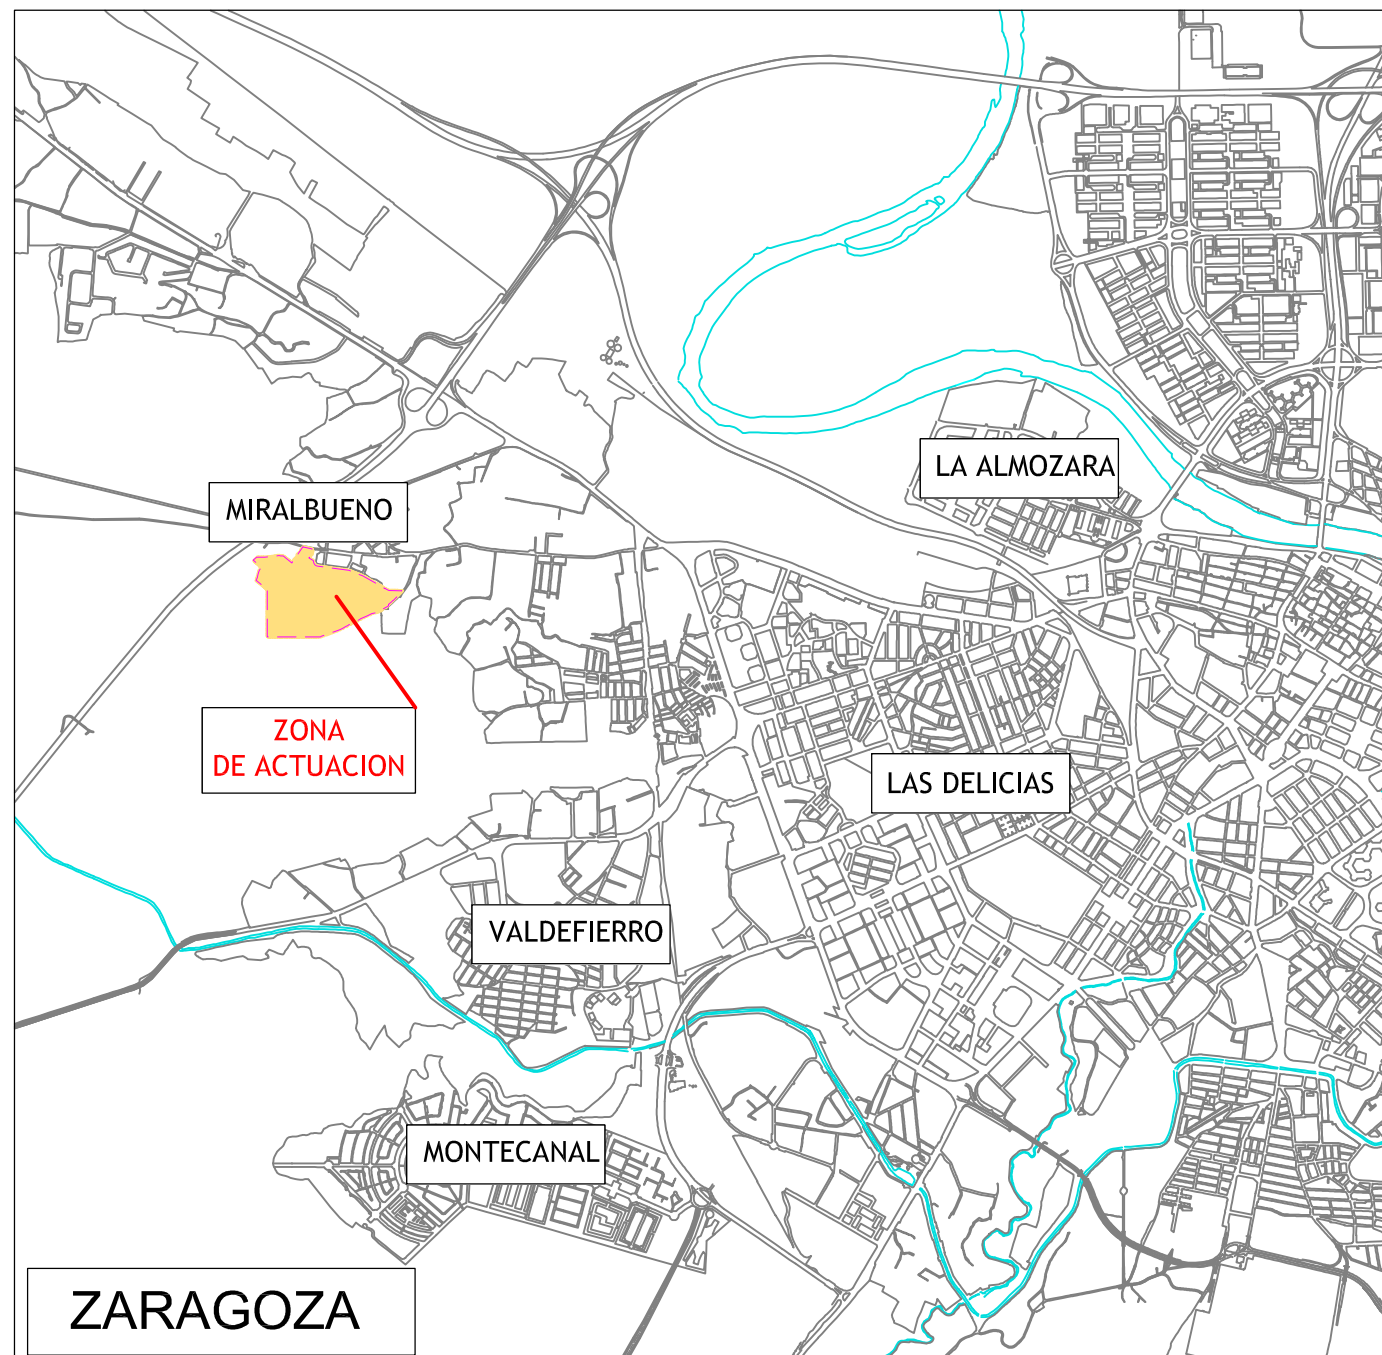 LA ALMOZARA
MIRALBUENO
ZONA
DE ACTUACION
LAS DELICIAS
VALDEFIERRO
MONTECANAL
ZARAGOZA